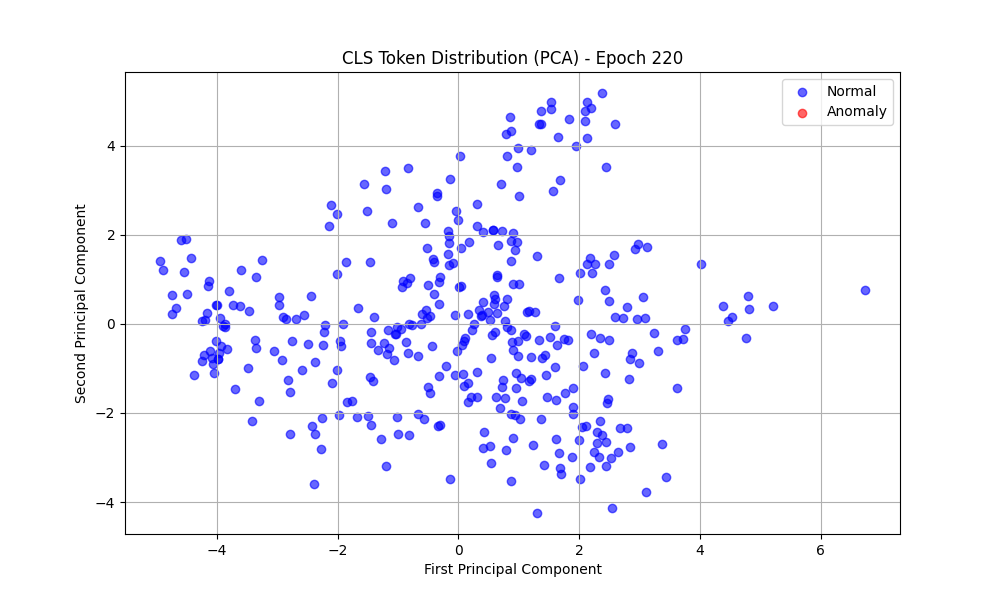 CLS Token Distribution (PCA) - Epoch 220
Normal
Anomaly
4
2
0
−2
−4
Second Principal Component
−4
−2
0
2
4
6
First Principal Component